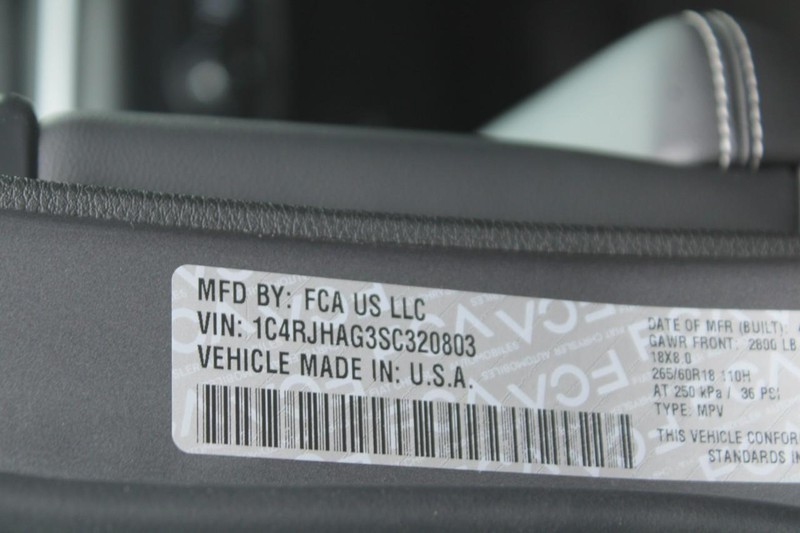 MFD BY: FCA US LLC
VIN: 1C4RJHAG3SC320803
VEHICLE MADE IN: U.S.A.
DATE OF MFR (BUILT):
GAWR FRONT: 2800 LB
18X8.0
265/60R18 110H
AT 250 kPa / 36 PSI
TYPE: MPV
THIS VEHICLE
STANDARDS IN